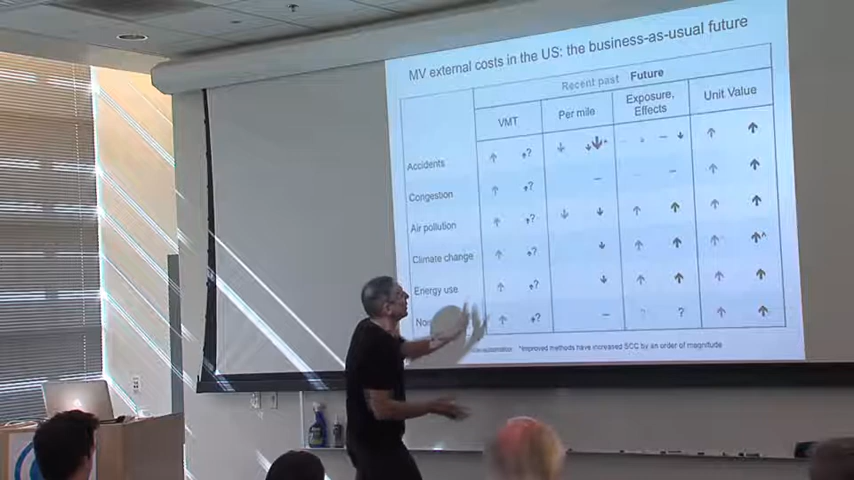 MV external costs in the US: the business-as-usual future
Recent past Future
VMT Per mile Exposure/ Effects Unit Value
Accidents ↑ ↑? ↓ ↓ - - ↑ ↑
Congestion ↑ ↑? - - ↑ ↑
Air pollution ↑ ↑? ↓ ↓ ↑ ↑ ↑ ↑
Climate change ↑ ↑? ↓ ↑ ↑ ↑ ↑*
Energy use ↑ ↑? ↓ ↑ ↑ ↑ ↑
No ↑ ↑? - ? ↑ ↑
automation. *Improved methods have increased SCC by an order of magnitude